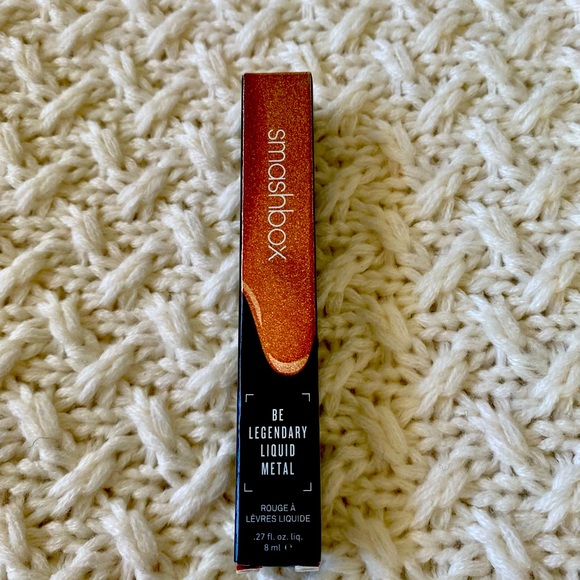 smashbox
BE
LEGENDARY
LIQUID
METAL
ROUGE À
LÈVRES LIQUIDE
.27 fl. oz. liq.
8 ml ℮